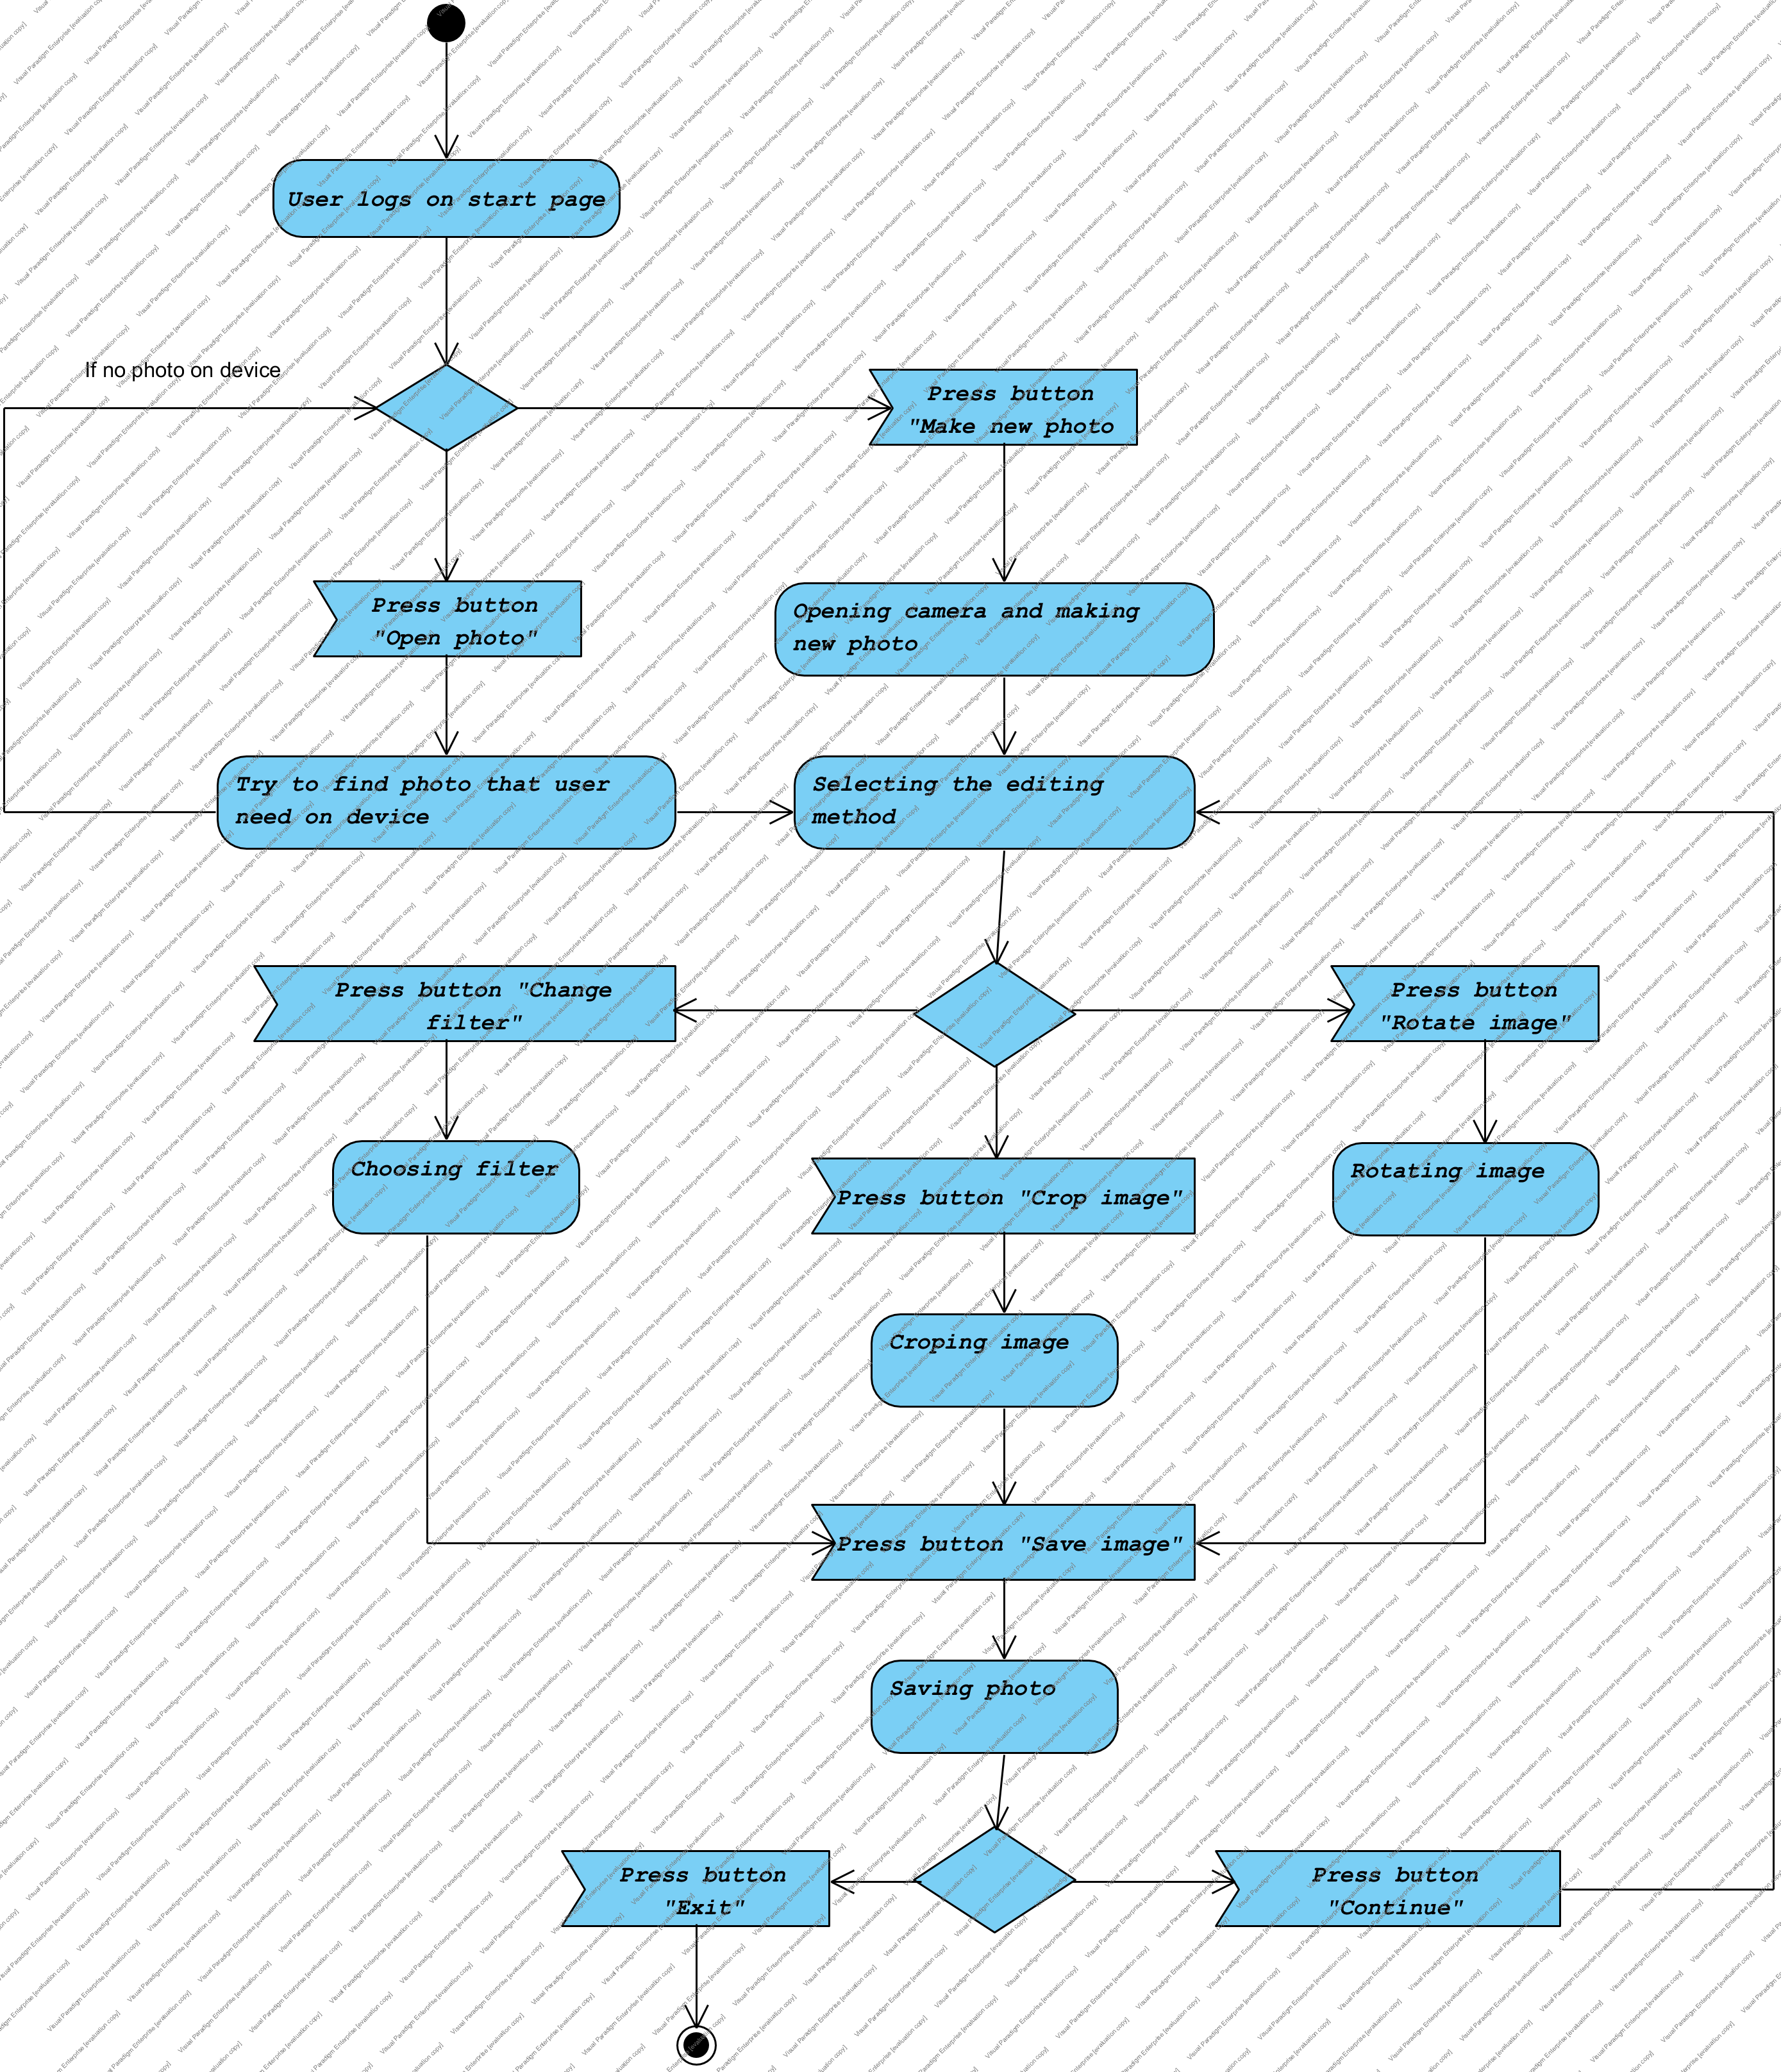 User logs on start page
If no photo on device
Press button
"Make new photo
Press button
"Open photo"
Opening camera and making
new photo
Try to find photo that user
need on device
Selecting the editing
method
Press button "Change
filter"
Press button
"Rotate image"
Choosing filter
Press button "Crop image"
Rotating image
Croping image
Press button "Save image"
Saving photo
Press button
"Exit"
Press button
"Continue"
Visual Paradigm Enterprise [evaluation copy]